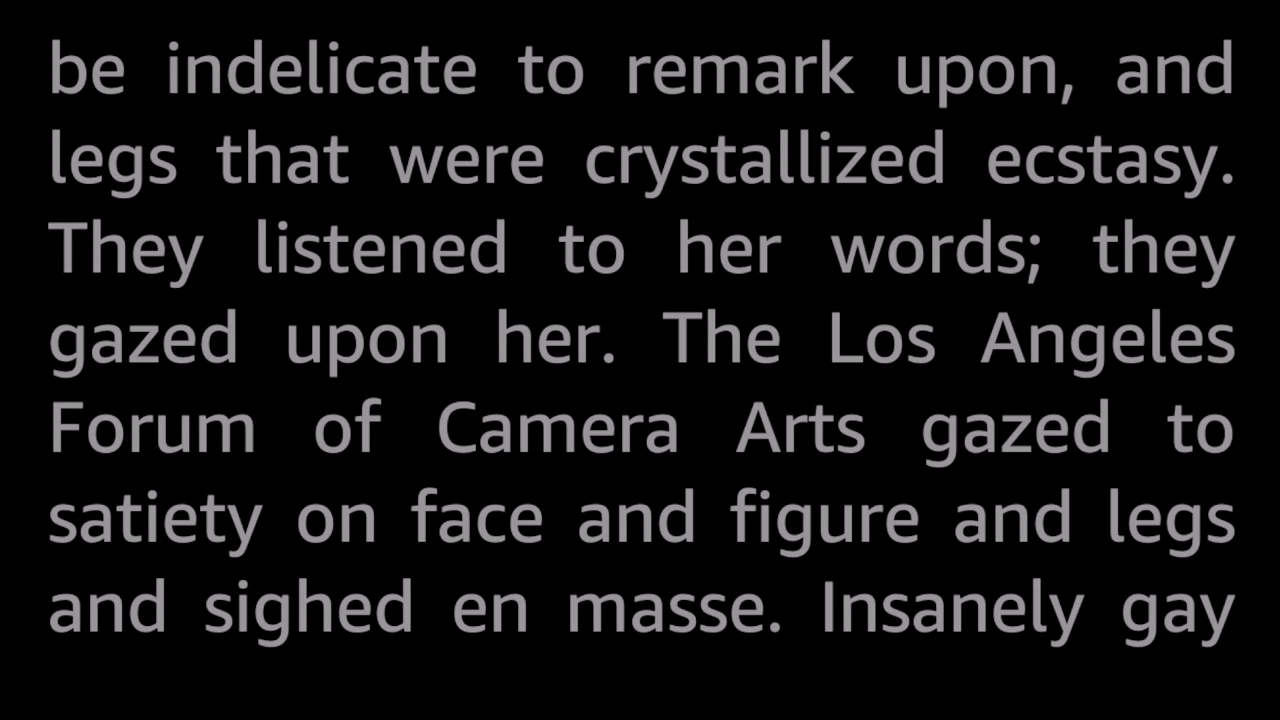 be indelicate to remark upon, and
legs that were crystallized ecstasy.
They listened to her words; they
gazed upon her. The Los Angeles
Forum of Camera Arts gazed to
satiety on face and figure and legs
and sighed en masse. Insanely gay